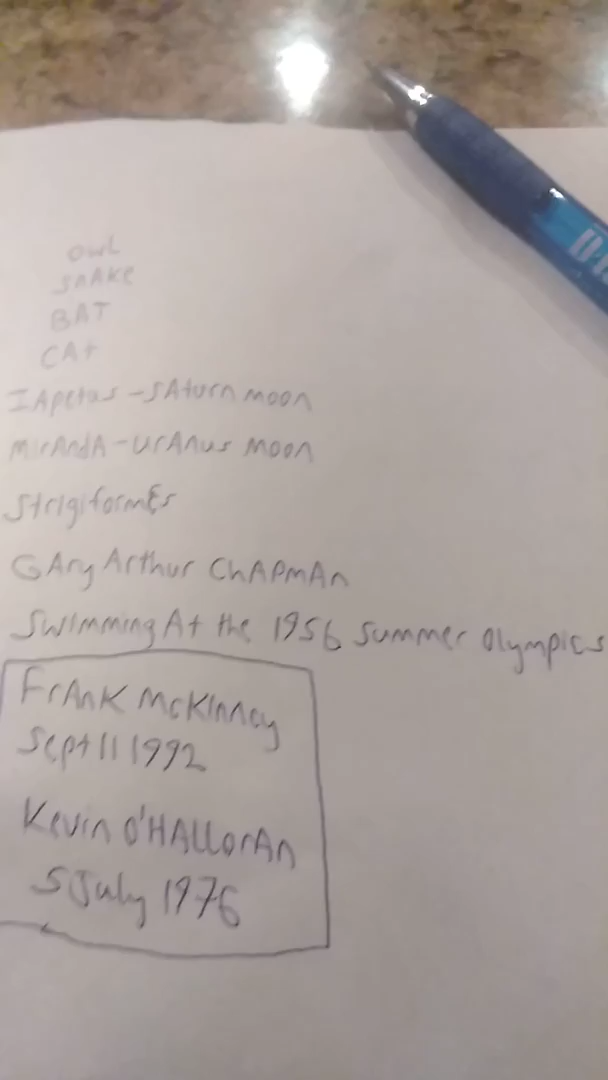 OWL
SNAKE
BAT
CAt
IApetus - SAturn moon
mirAndA - UrAnus Moon
StrigiformEs
GAry Arthur ChAPmAn
Swimming At the 1956 Summer Olympics
FrAnk McKinney
Sept 11 1992
Kevin O'HAllorAn
5 July 1976